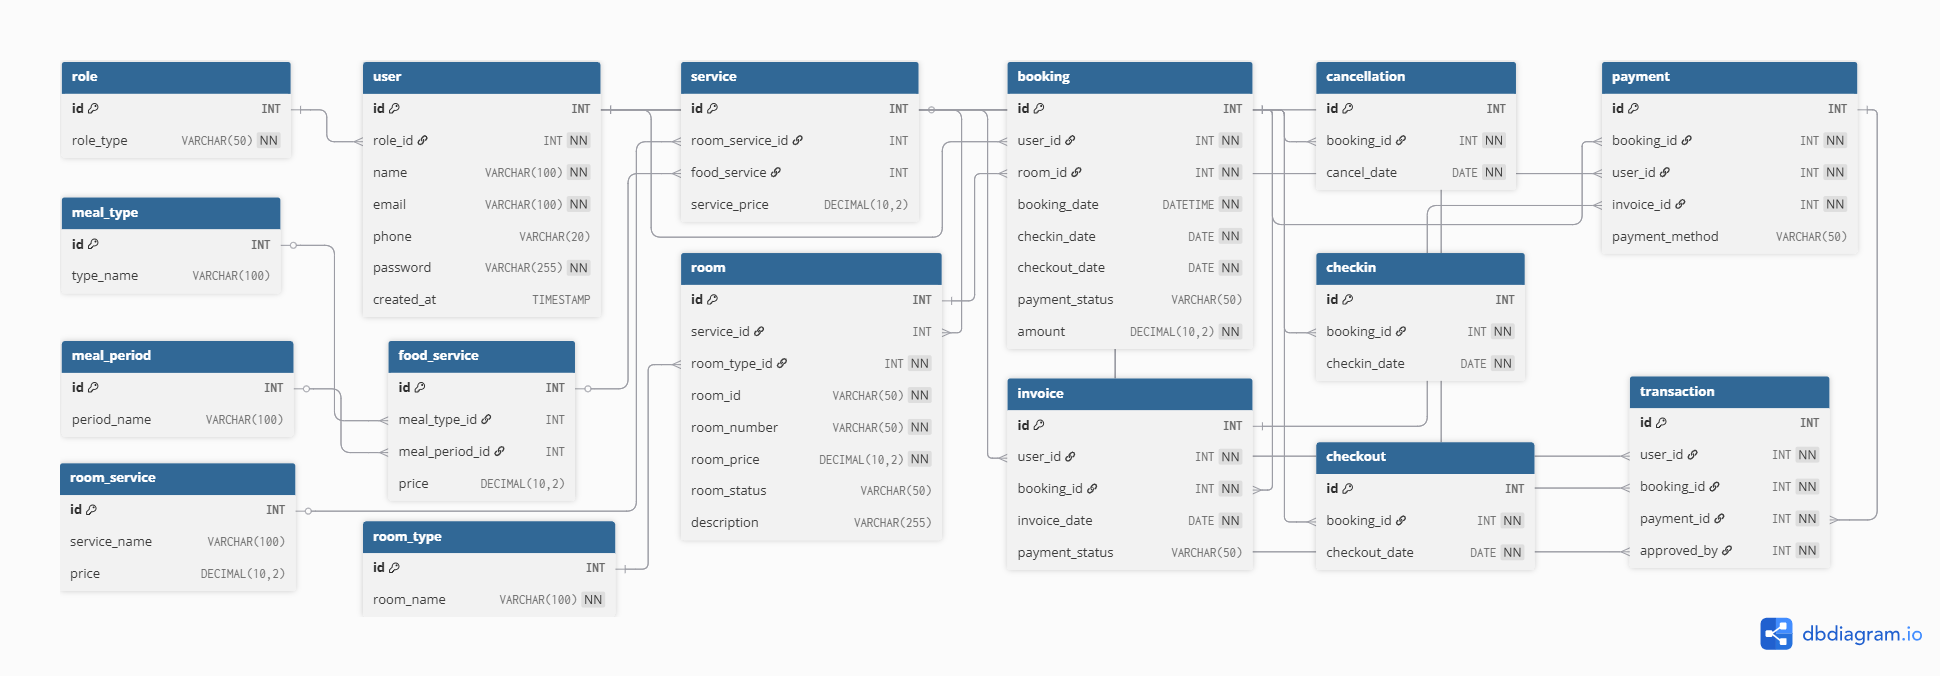 role
id INT
role_type VARCHAR(50) NN
meal_type
id INT
type_name VARCHAR(100)
meal_period
id INT
period_name VARCHAR(100)
room_service
id INT
service_name VARCHAR(100)
price DECIMAL(10,2)
user
id INT
role_id INT NN
name VARCHAR(100) NN
email VARCHAR(100) NN
phone VARCHAR(20)
password VARCHAR(255) NN
created_at TIMESTAMP
food_service
id INT
meal_type_id INT
meal_period_id INT
price DECIMAL(10,2)
room_type
id INT
room_name VARCHAR(100) NN
service
id INT
room_service_id INT
food_service INT
service_price DECIMAL(10,2)
room
id INT
service_id INT
room_type_id INT NN
room_id VARCHAR(50) NN
room_number VARCHAR(50) NN
room_price DECIMAL(10,2) NN
room_status VARCHAR(50)
description VARCHAR(255)
booking
id INT
user_id INT NN
room_id INT NN
booking_date DATETIME NN
checkin_date DATE NN
checkout_date DATE NN
payment_status VARCHAR(50)
amount DECIMAL(10,2) NN
invoice
id INT
user_id INT NN
booking_id INT NN
invoice_date DATE NN
payment_status VARCHAR(50)
cancellation
id INT
booking_id INT NN
cancel_date DATE NN
checkin
id INT
booking_id INT NN
checkin_date DATE NN
checkout
id INT
booking_id INT NN
checkout_date DATE NN
payment
id INT
booking_id INT NN
user_id INT NN
invoice_id INT NN
payment_method VARCHAR(50)
transaction
id INT
user_id INT NN
booking_id INT NN
payment_id INT NN
approved_by INT NN
dbdiagram.io